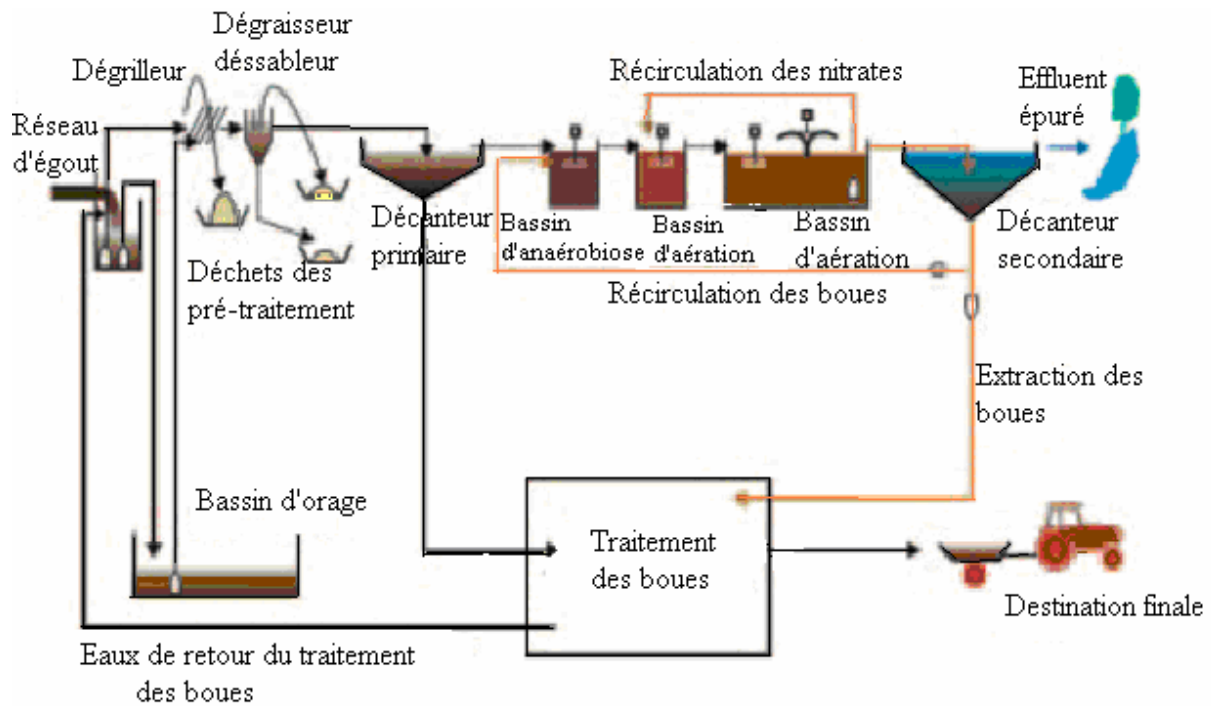 Dégraisseur
déssableur
Dégrilleur
Récirculation des nitrates
Effluent
épuré
Réseau
d'égout
Décanteur
primaire
Bassin
d'anaérobiose
Bassin
d'aération
Bassin
d'aération
Décanteur
secondaire
Déchets des
pré-traitement
Récirculation des boues
Extraction des
boues
Bassin d'orage
Traitement
des boues
Destination finale
Eaux de retour du traitement
des boues